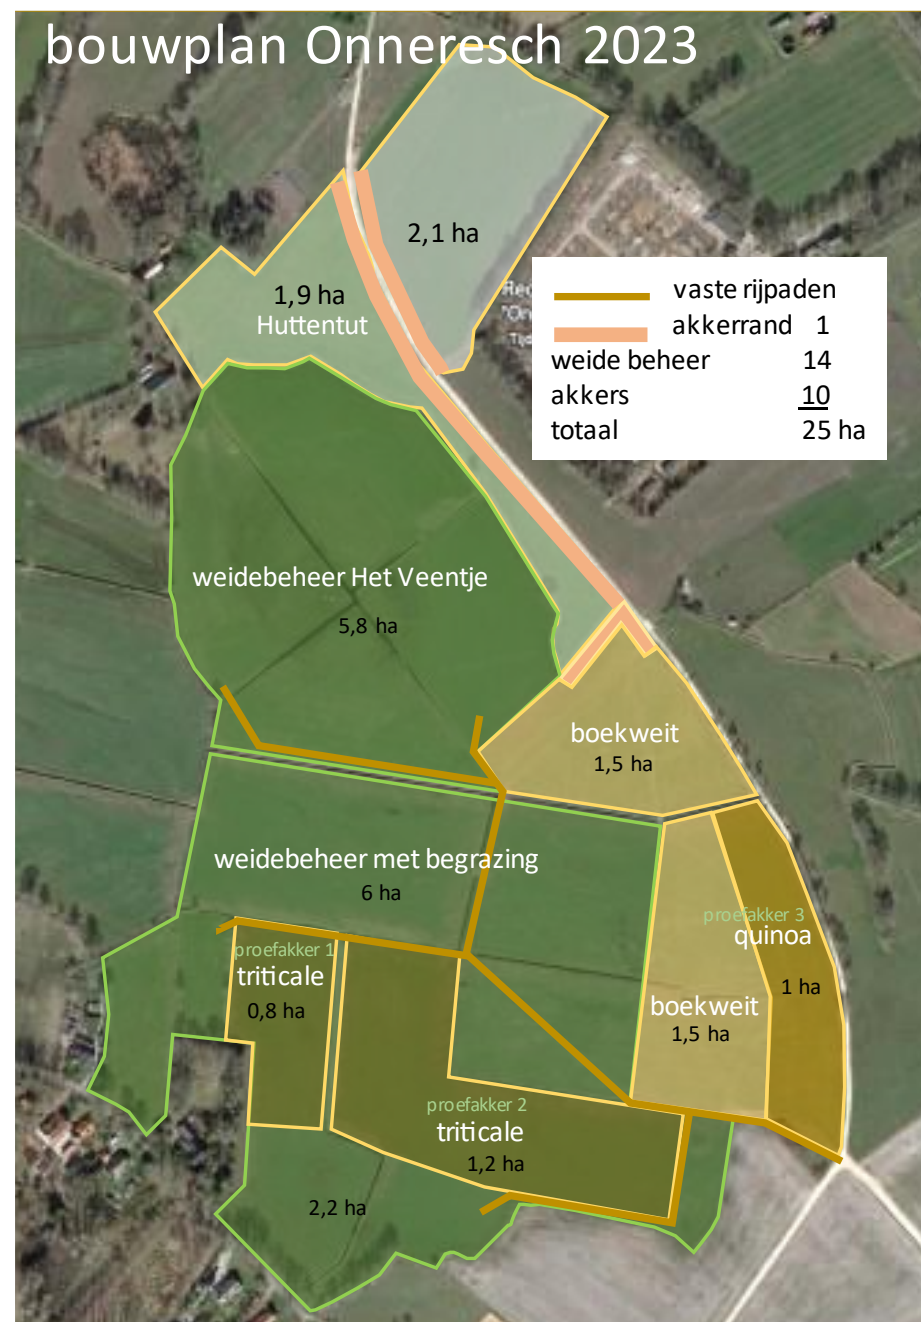 bouwplan Onneresch 2023
2,1 ha
1,9 ha
Huttentut
vaste rijpaden
akkerrand 1
weide beheer 14
akkers 10
totaal 25 ha
weidebeheer Het Veentje
5,8 ha
boekweit
1,5 ha
weidebeheer met begrazing
6 ha
proefakker 3
quinoa
1 ha
proefakker 1
triticale
0,8 ha
boekweit
1,5 ha
proefakker 2
triticale
1,2 ha
2,2 ha